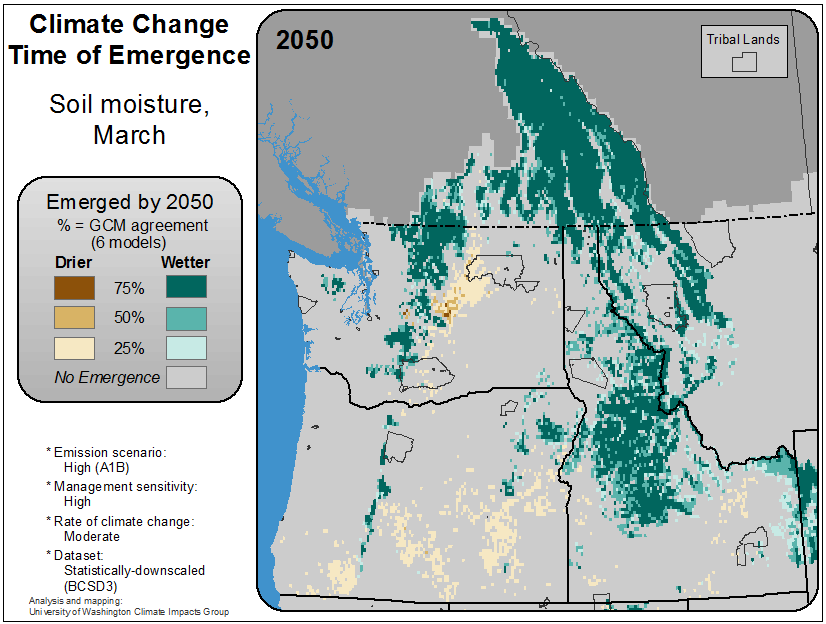 Climate Change
Time of Emergence
Soil moisture,
March
Emerged by 2050
% = GCM agreement
(6 models)
Drier Wetter
75%
50%
25%
No Emergence
* Emission scenario:
High (A1B)
* Management sensitivity:
High
* Rate of climate change:
Moderate
* Dataset:
Statistically-downscaled
(BCSD3)
Analysis and mapping:
University of Washington Climate Impacts Group
2050
Tribal Lands